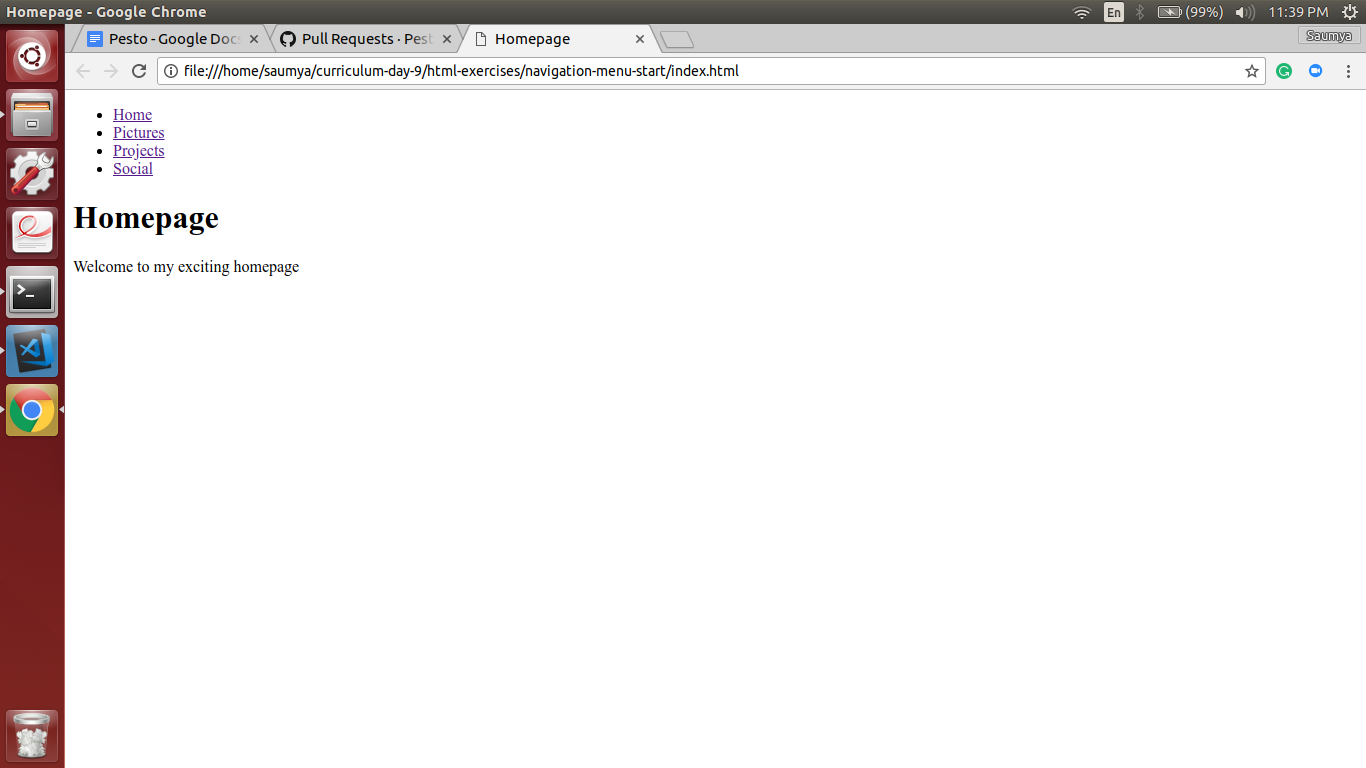 Homepage - Google Chrome
En
(99%)
11:39 PM
Pesto - Google Docs
Pull Requests · Pest
Homepage
Saumya
file:///home/saumya/curriculum-day-9/html-exercises/navigation-menu-start/index.html
Home
Pictures
Projects
Social
Homepage
Welcome to my exciting homepage